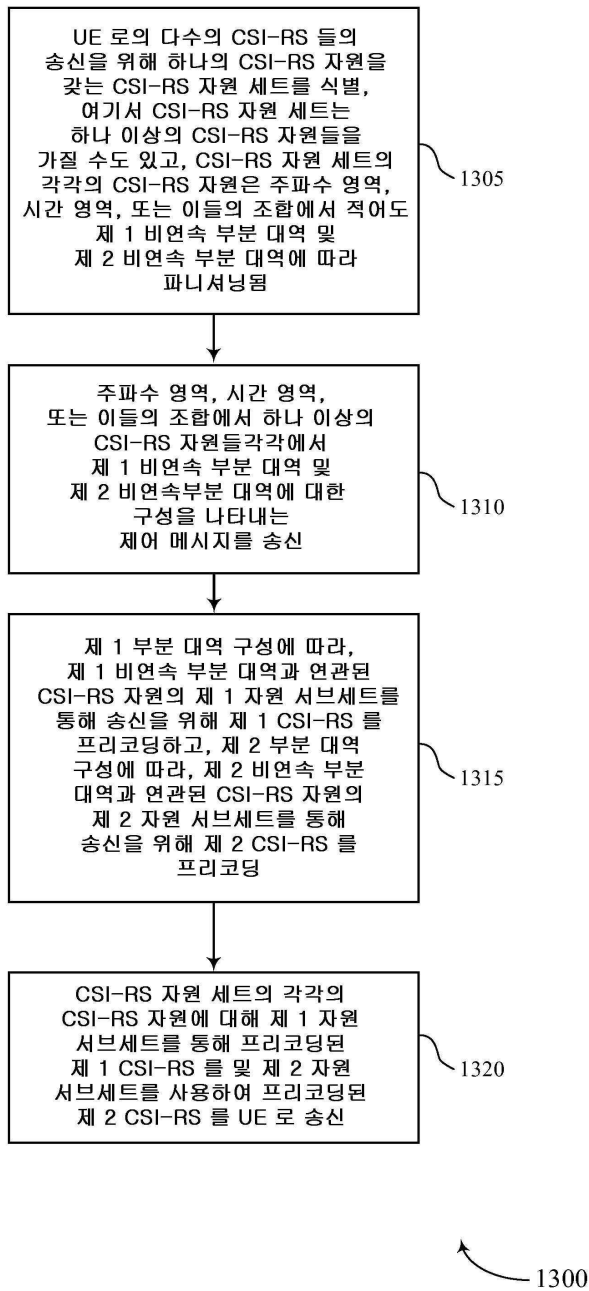 UE 로의 다수의 CSI-RS 들의
송신을 위해 하나의 CSI-RS 자원을
갖는 CSI-RS 자원 세트를 식별,
여기서 CSI-RS 자원 세트는
하나 이상의 CSI-RS 자원들을
가질 수도 있고, CSI-RS 자원 세트의
각각의 CSI-RS 자원은 주파수 영역,
시간 영역, 또는 이들의 조합에서 적어도
제 1 비연속 부분 대역 및
제 2 비연속 부분 대역에 따라
파니셔닝됨
1305
주파수 영역, 시간 영역,
또는 이들의 조합에서 하나 이상의
CSI-RS 자원들각각에서
제 1 비연속 부분 대역 및
제 2 비연속부분 대역에 대한
구성을 나타내는
제어 메시지를 송신
1310
제 1 부분 대역 구성에 따라,
제 1 비연속 부분 대역과 연관된
CSI-RS 자원의 제 1 자원 서브세트를
통해 송신을 위해 제 1 CSI-RS 를
프리코딩하고, 제 2 부분 대역
구성에 따라, 제 2 비연속 부분
대역과 연관된 CSI-RS 자원의
제 2 자원 서브세트를 통해
송신을 위해 제 2 CSI-RS 를
프리코딩
1315
CSI-RS 자원 세트의 각각의
CSI-RS 자원에 대해 제 1 자원
서브세트를 통해 프리코딩된
제 1 CSI-RS 를 및 제 2 자원
서브세트를 사용하여 프리코딩된
제 2 CSI-RS 를 UE 로 송신
1320
1300